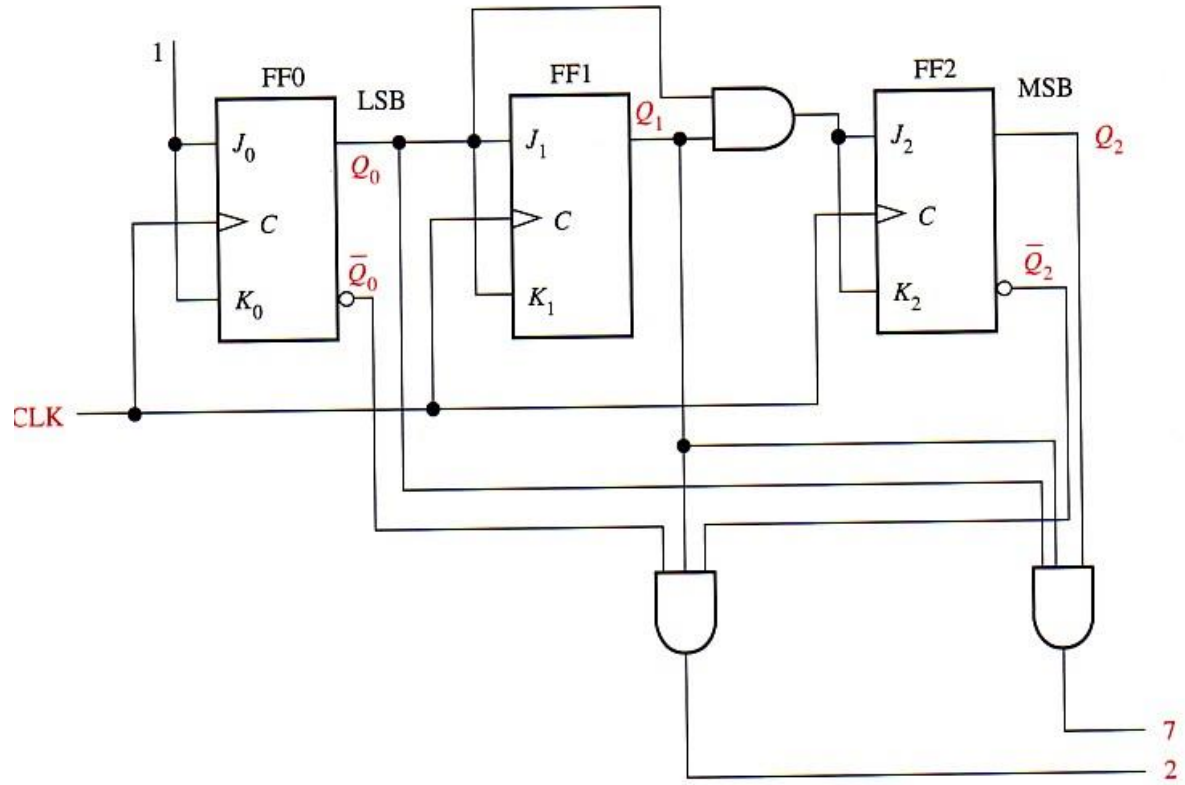 1
FF0
LSB
FF1
FF2
MSB
J₀
C
K₀
Q₀
Q̅₀
J₁
C
K₁
Q₁
J₂
C
K₂
Q₂
Q̅₂
CLK
7
2